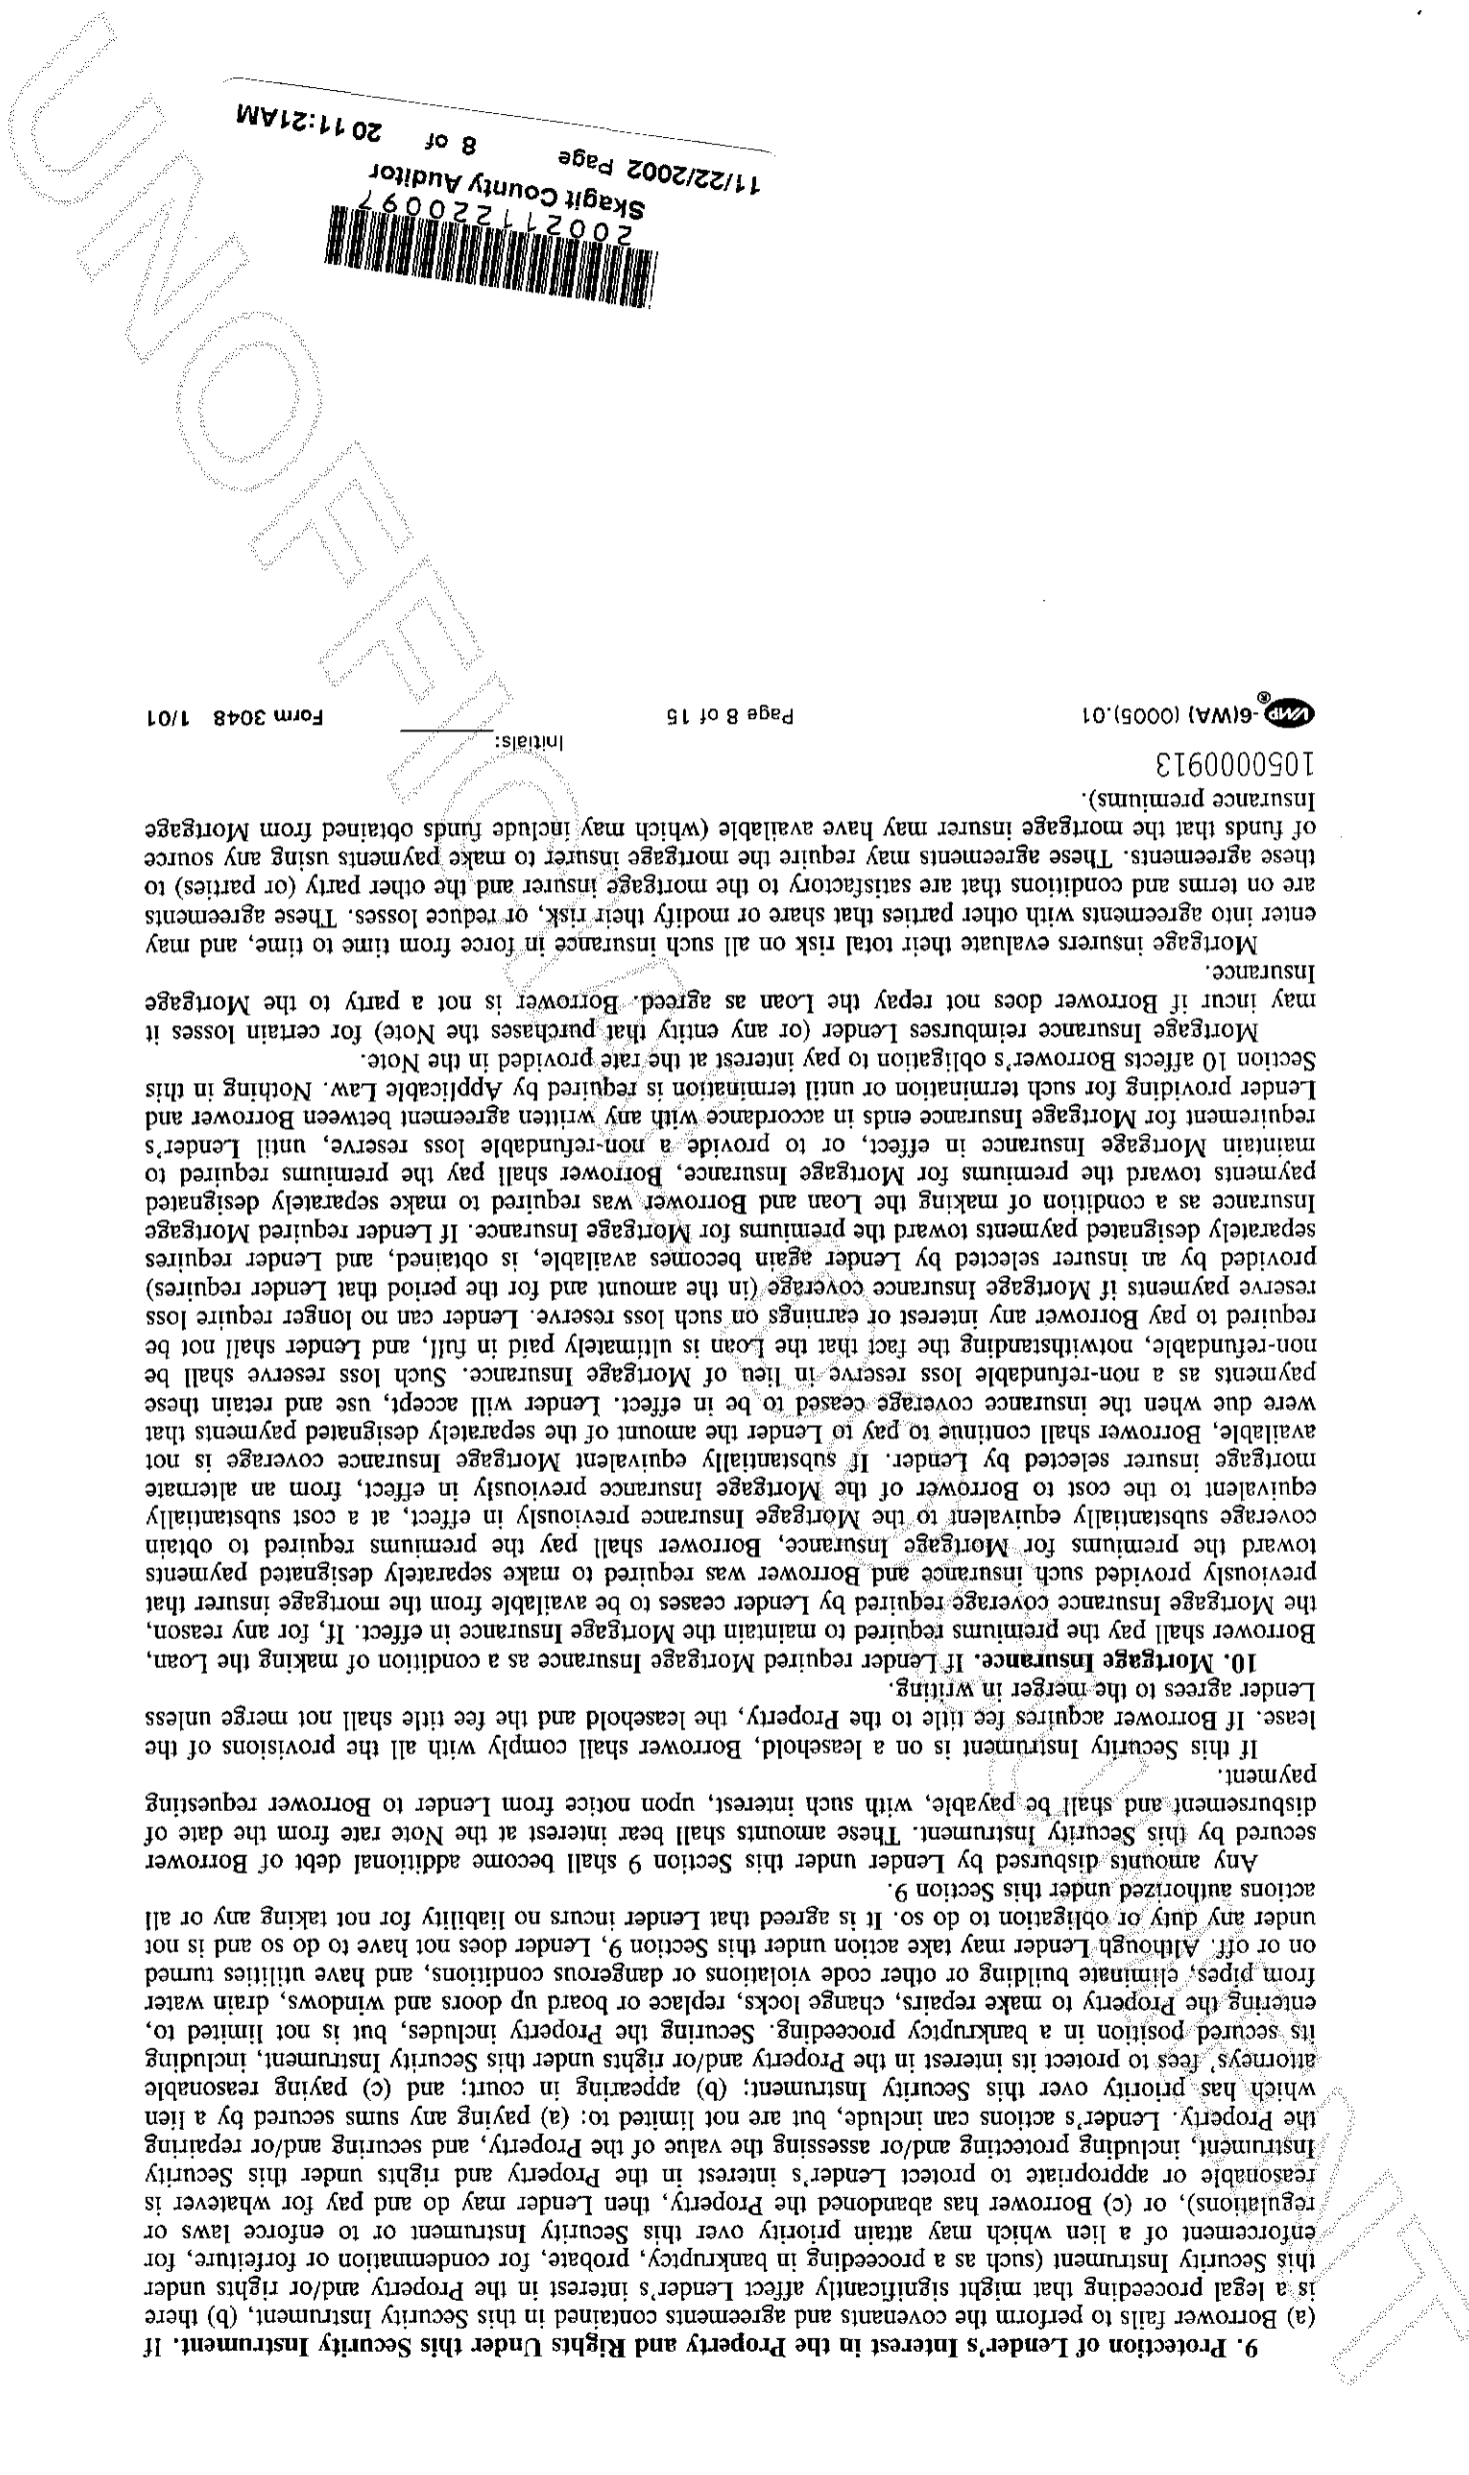 9. Protection of Lender's Interest in the Property and Rights Under this Security Instrument. If
(a) Borrower fails to perform the covenants and agreements contained in this Security Instrument, (b) there
is a legal proceeding that might significantly affect Lender's interest in the Property and/or rights under
this Security Instrument (such as a proceeding in bankruptcy, probate, for condemnation or forfeiture, for
enforcement of a lien which may attain priority over this Security Instrument or to enforce laws or
regulations), or (c) Borrower has abandoned the Property, then Lender may do and pay for whatever is
reasonable or appropriate to protect Lender's interest in the Property and rights under this Security
Instrument, including protecting and/or assessing the value of the Property, and securing and/or repairing
the Property. Lender's actions can include, but are not limited to: (a) paying any sums secured by a lien
which has priority over this Security Instrument; (b) appearing in court; and (c) paying reasonable
attorneys' fees to protect its interest in the Property and/or rights under this Security Instrument, including
its secured position in a bankruptcy proceeding. Securing the Property includes, but is not limited to,
entering the Property to make repairs, change locks, replace or board up doors and windows, drain water
from pipes, eliminate building or other code violations or dangerous conditions, and have utilities turned
on or off. Although Lender may take action under this Section 9, Lender does not have to do so and is not
under any duty or obligation to do so. It is agreed that Lender incurs no liability for not taking any or all
actions authorized under this Section 9.
Any amounts disbursed by Lender under this Section 9 shall become additional debt of Borrower
secured by this Security Instrument. These amounts shall bear interest at the Note rate from the date of
disbursement and shall be payable, with such interest, upon notice from Lender to Borrower requesting
payment.
If this Security Instrument is on a leasehold, Borrower shall comply with all the provisions of the
lease. If Borrower acquires fee title to the Property, the leasehold and the fee title shall not merge unless
Lender agrees to the merger in writing.
10. Mortgage Insurance. If Lender required Mortgage Insurance as a condition of making the Loan,
Borrower shall pay the premiums required to maintain the Mortgage Insurance in effect. If, for any reason,
the Mortgage Insurance coverage required by Lender ceases to be available from the mortgage insurer that
previously provided such insurance and Borrower was required to make separately designated payments
toward the premiums for Mortgage Insurance, Borrower shall pay the premiums required to obtain
coverage substantially equivalent to the Mortgage Insurance previously in effect, at a cost substantially
equivalent to the cost to Borrower of the Mortgage Insurance previously in effect, from an alternate
mortgage insurer selected by Lender. If substantially equivalent Mortgage Insurance coverage is not
available, Borrower shall continue to pay to Lender the amount of the separately designated payments that
were due when the insurance coverage ceased to be in effect. Lender will accept, use and retain these
payments as a non-refundable loss reserve in lieu of Mortgage Insurance. Such loss reserve shall be
non-refundable, notwithstanding the fact that the Loan is ultimately paid in full, and Lender shall not be
required to pay Borrower any interest or earnings on such loss reserve. Lender can no longer require loss
reserve payments if Mortgage Insurance coverage (in the amount and for the period that Lender requires)
provided by an insurer selected by Lender again becomes available, is obtained, and Lender requires
separately designated payments toward the premiums for Mortgage Insurance. If Lender required Mortgage
Insurance as a condition of making the Loan and Borrower was required to make separately designated
payments toward the premiums for Mortgage Insurance, Borrower shall pay the premiums required to
maintain Mortgage Insurance in effect, or to provide a non-refundable loss reserve, until Lender's
requirement for Mortgage Insurance ends in accordance with any written agreement between Borrower and
Lender providing for such termination or until termination is required by Applicable Law. Nothing in this
Section 10 affects Borrower's obligation to pay interest at the rate provided in the Note.
Mortgage Insurance reimburses Lender (or any entity that purchases the Note) for certain losses it
may incur if Borrower does not repay the Loan as agreed. Borrower is not a party to the Mortgage
Insurance.
Mortgage insurers evaluate their total risk on all such insurance in force from time to time, and may
enter into agreements with other parties that share or modify their risk, or reduce losses. These agreements
are on terms and conditions that are satisfactory to the mortgage insurer and the other party (or parties) to
these agreements. These agreements may require the mortgage insurer to make payments using any source
of funds that the mortgage insurer may have available (which may include funds obtained from Mortgage
Insurance premiums).
1050000913
Initials:
VMP®-6(WA) (0005).01 Page 8 of 15 Form 3048 1/01
200211220097
Skagit County Auditor
11/22/2002 Page 8 of 20 11:21AM
UNOFFICIAL DOCUMENT